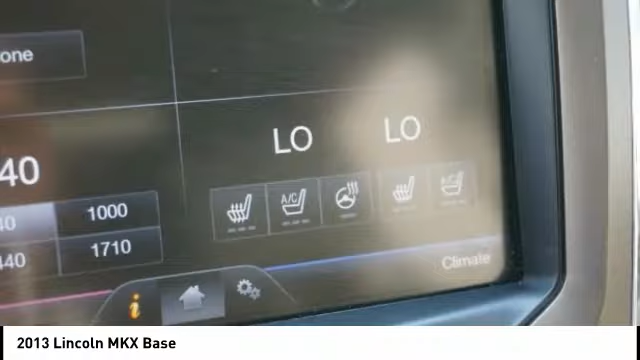 one
LO LO
40
A/C A/C
40 1000
440 1710
Climate
i
2013 Lincoln MKX Base